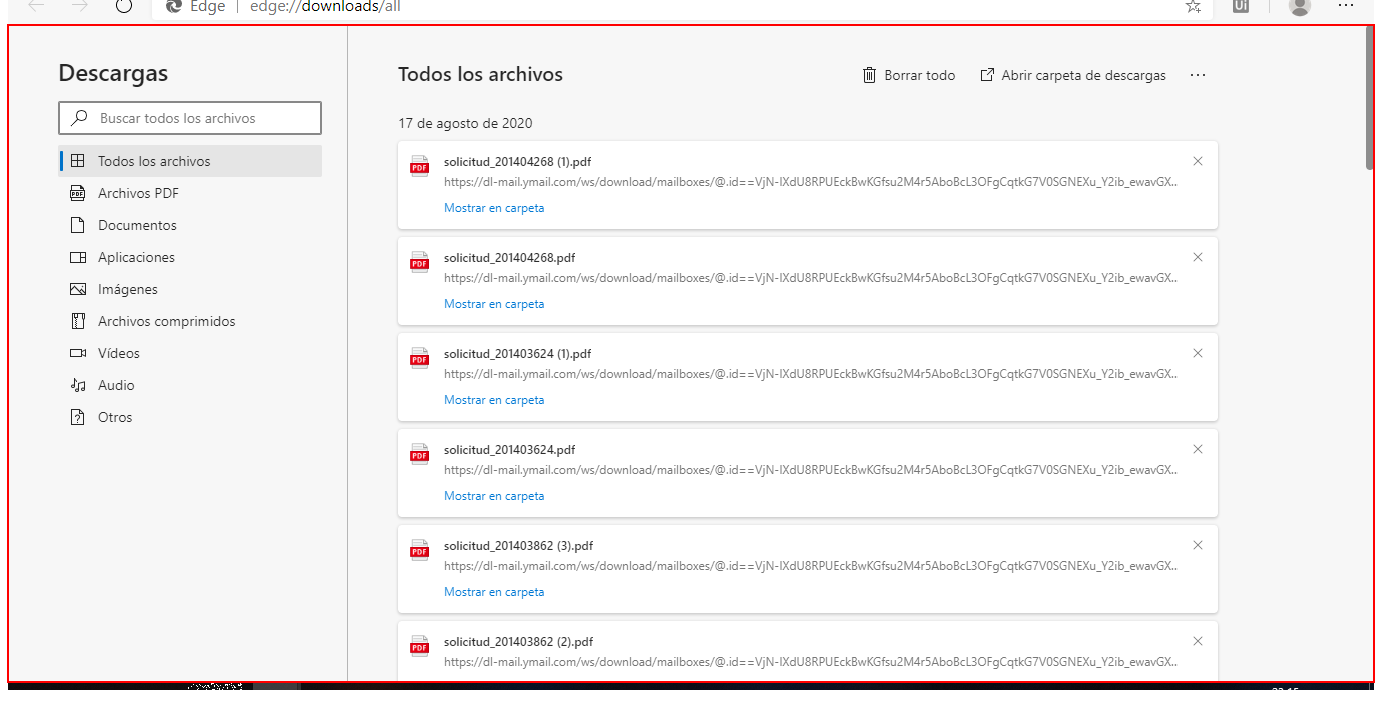 Edge | edge://downloads/all
Ui
Descargas
Buscar todos los archivos
Todos los archivos
Archivos PDF
Documentos
Aplicaciones
Imágenes
Archivos comprimidos
Vídeos
Audio
Otros
Todos los archivos
Borrar todo
Abrir carpeta de descargas
17 de agosto de 2020
PDF
solicitud_201404268 (1).pdf
https://dl-mail.ymail.com/ws/download/mailboxes/@.id==VjN-IXdU8RPUEckBwKGfsu2M4r5AboBcL3OFgCqtkG7V0SGNEXu_Y2ib_ewavGX...
Mostrar en carpeta
PDF
solicitud_201404268.pdf
https://dl-mail.ymail.com/ws/download/mailboxes/@.id==VjN-IXdU8RPUEckBwKGfsu2M4r5AboBcL3OFgCqtkG7V0SGNEXu_Y2ib_ewavGX...
Mostrar en carpeta
PDF
solicitud_201403624 (1).pdf
https://dl-mail.ymail.com/ws/download/mailboxes/@.id==VjN-IXdU8RPUEckBwKGfsu2M4r5AboBcL3OFgCqtkG7V0SGNEXu_Y2ib_ewavGX...
Mostrar en carpeta
PDF
solicitud_201403624.pdf
https://dl-mail.ymail.com/ws/download/mailboxes/@.id==VjN-IXdU8RPUEckBwKGfsu2M4r5AboBcL3OFgCqtkG7V0SGNEXu_Y2ib_ewavGX...
Mostrar en carpeta
PDF
solicitud_201403862 (3).pdf
https://dl-mail.ymail.com/ws/download/mailboxes/@.id==VjN-IXdU8RPUEckBwKGfsu2M4r5AboBcL3OFgCqtkG7V0SGNEXu_Y2ib_ewavGX...
Mostrar en carpeta
PDF
solicitud_201403862 (2).pdf
https://dl-mail.ymail.com/ws/download/mailboxes/@.id==VjN-IXdU8RPUEckBwKGfsu2M4r5AboBcL3OFgCqtkG7V0SGNEXu_Y2ib_ewavGX...